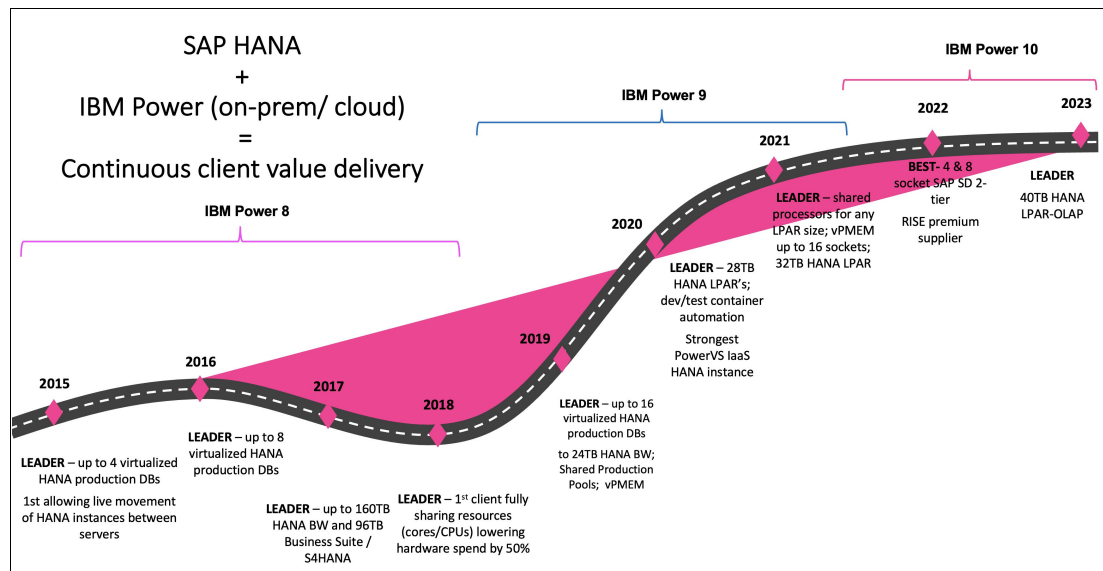 SAP HANA
+
IBM Power (on-prem/ cloud)
=
Continuous client value delivery
IBM Power 8
IBM Power 9
IBM Power 10
2015
LEADER – up to 4 virtualized
HANA production DBs
1st allowing live movement
of HANA instances between
servers
2016
LEADER – up to 8
virtualized HANA
production DBs
2017
LEADER – up to 160TB
HANA BW and 96TB
Business Suite /
S4HANA
2018
LEADER – 1st client fully
sharing resources
(cores/CPUs) lowering
hardware spend by 50%
2019
LEADER – up to 16
virtualized HANA
production DBs
to 24TB HANA BW;
Shared Production
Pools; vPMEM
2020
LEADER – 28TB
HANA LPAR's;
dev/test container
automation
Strongest
PowerVS IaaS
HANA instance
2021
LEADER – shared
processors for any
LPAR size; vPMEM
up to 16 sockets;
32TB HANA LPAR
2022
BEST- 4 & 8
socket SAP SD 2-
tier
RISE premium
supplier
2023
LEADER
40TB HANA
LPAR-OLAP